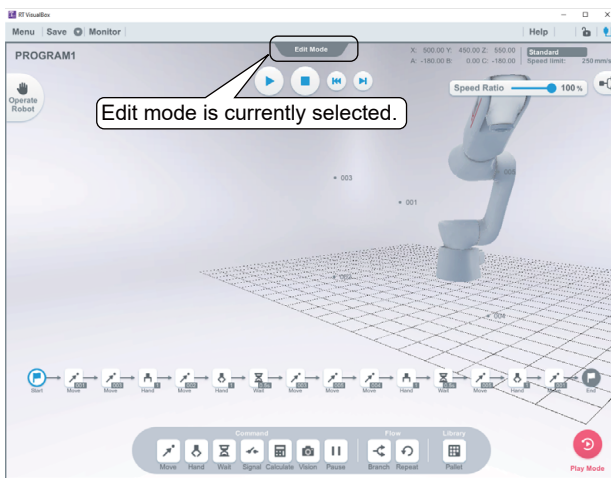 RT VisualBox
Menu Save Monitor Help
PROGRAM1
Edit Mode
X: 500.00 Y: 450.00 Z: 550.00
A: -180.00 B: 0.00 C: -180.00
Standard
Speed limit: 250 mm/s
Operate
Robot
Speed Ratio 100 %
Edit mode is currently selected.
003
001
002
004
Start Move Move Hand Move Hand Wait Move Move Move Hand Wait Move Hand Move End
Command Flow Library
Move Hand Wait Signal Calculate Vision Pause Branch Repeat Pallet
Play Mode